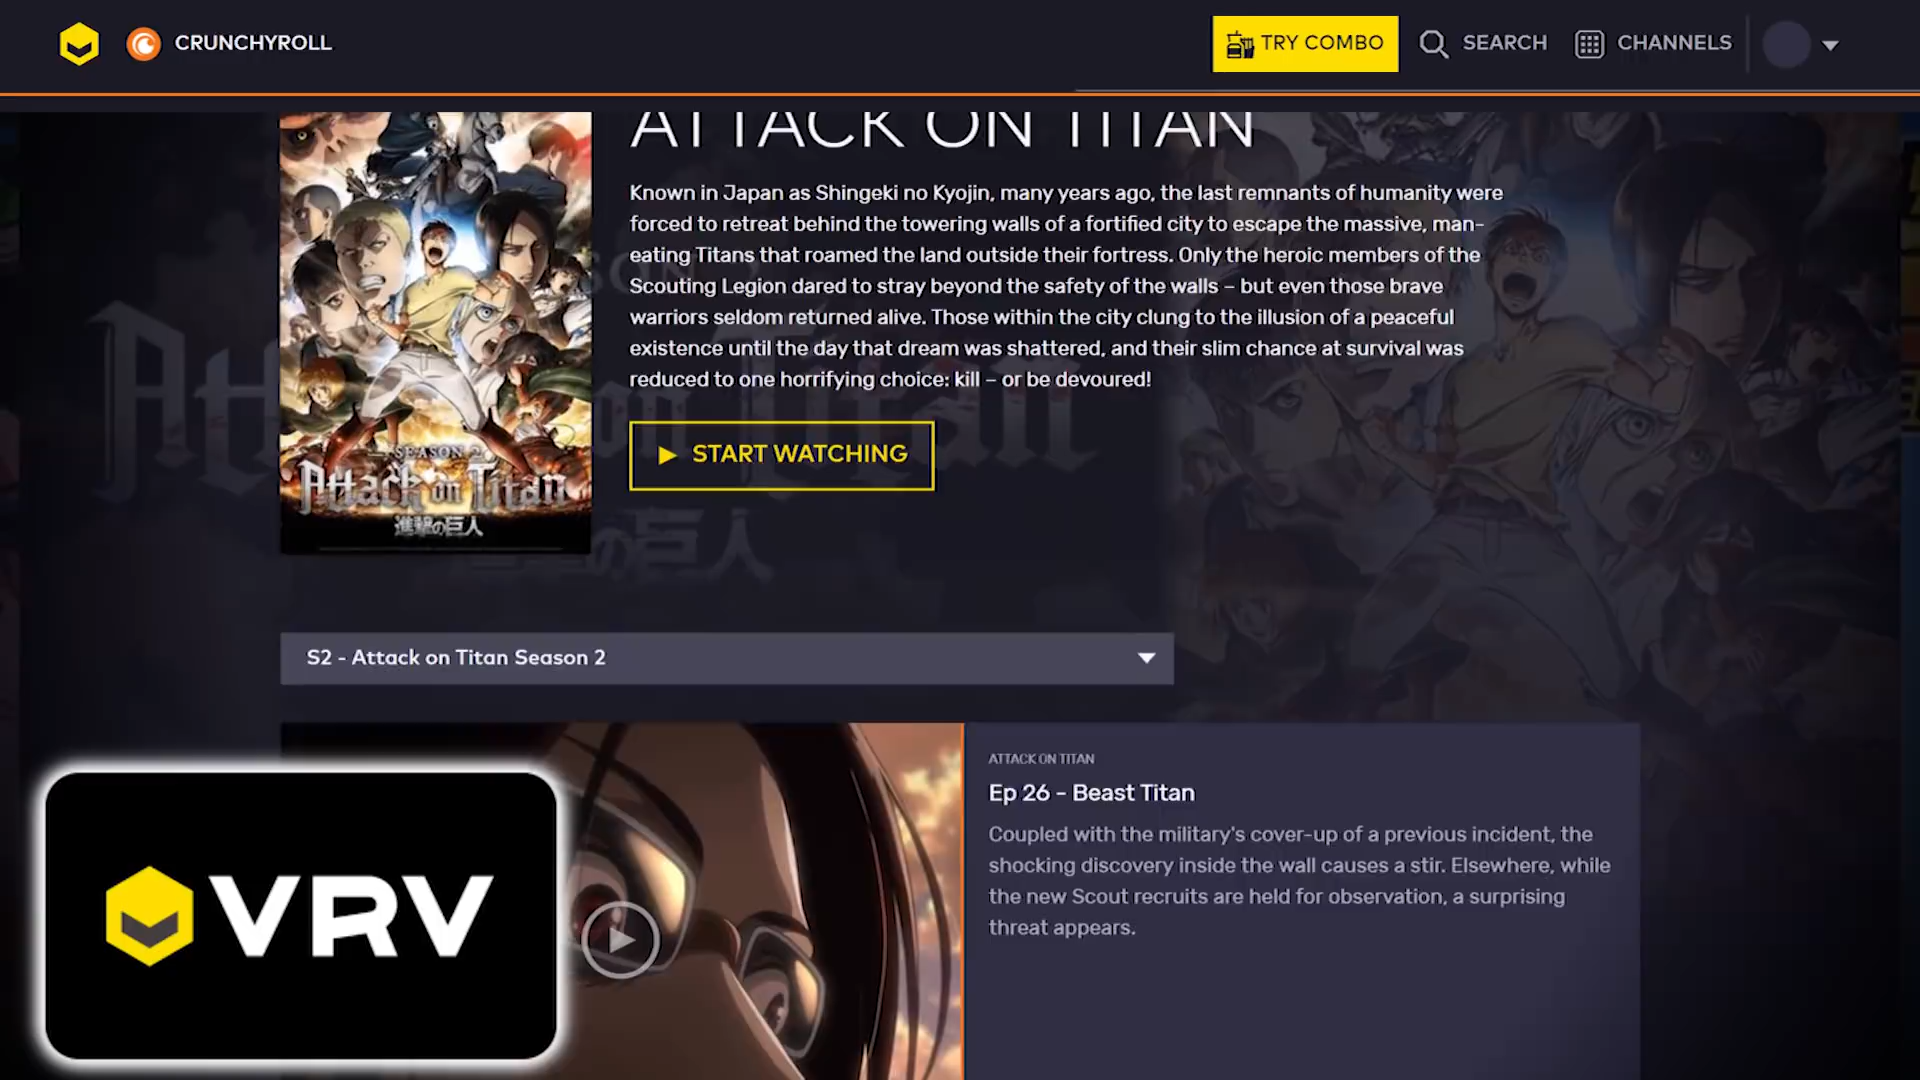 CRUNCHYROLL
TRY COMBO
SEARCH
CHANNELS
ATTACK ON TITAN
Known in Japan as Shingeki no Kyojin, many years ago, the last remnants of humanity were
forced to retreat behind the towering walls of a fortified city to escape the massive, man-
eating Titans that roamed the land outside their fortress. Only the heroic members of the
Scouting Legion dared to stray beyond the safety of the walls – but even those brave
warriors seldom returned alive. Those within the city clung to the illusion of a peaceful
existence until the day that dream was shattered, and their slim chance at survival was
reduced to one horrifying choice: kill – or be devoured!
START WATCHING
SEASON 2
Attack on Titan
進撃の巨人
Attack on Titan
の巨人
S2 - Attack on Titan Season 2
ATTACK ON TITAN
Ep 26 - Beast Titan
Coupled with the military's cover-up of a previous incident, the
shocking discovery inside the wall causes a stir. Elsewhere, while
the new Scout recruits are held for observation, a surprising
threat appears.
VRV